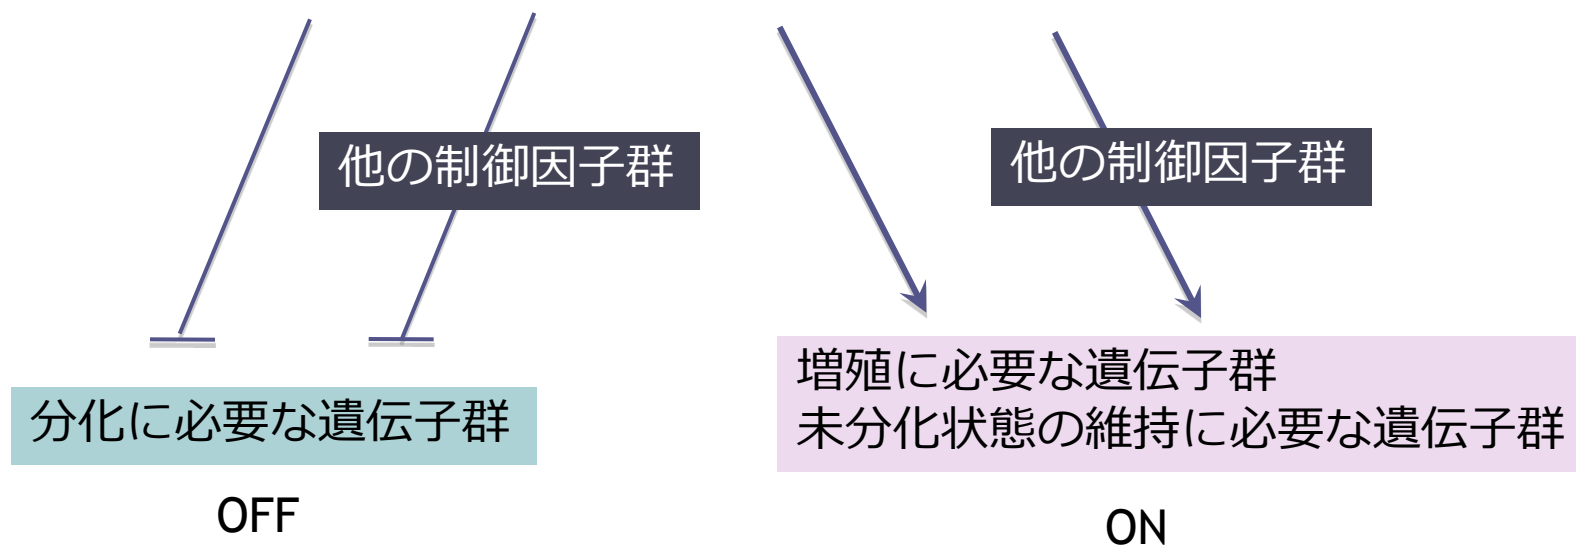 他の制御因子群
他の制御因子群
分化に必要な遺伝子群
OFF
増殖に必要な遺伝子群
未分化状態の維持に必要な遺伝子群
ON